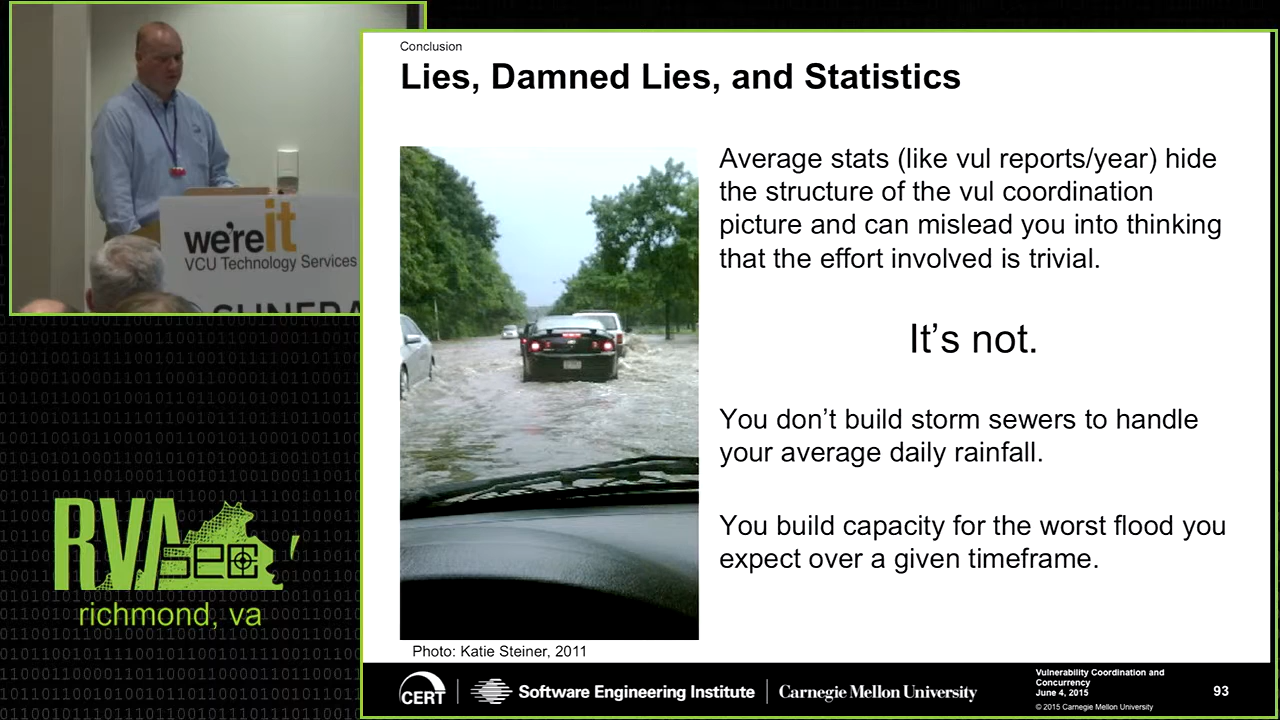 Conclusion
Lies, Damned Lies, and Statistics
Average stats (like vul reports/year) hide
the structure of the vul coordination
picture and can mislead you into thinking
that the effort involved is trivial.
It's not.
You don't build storm sewers to handle
your average daily rainfall.
You build capacity for the worst flood you
expect over a given timeframe.
Photo: Katie Steiner, 2011
CERT
Software Engineering Institute
Carnegie Mellon University
Vulnerability Coordination and
Concurrency
June 4, 2015
© 2015 Carnegie Mellon University
93
we're it
VCU Technology Services
RVA
SEC
richmond, va